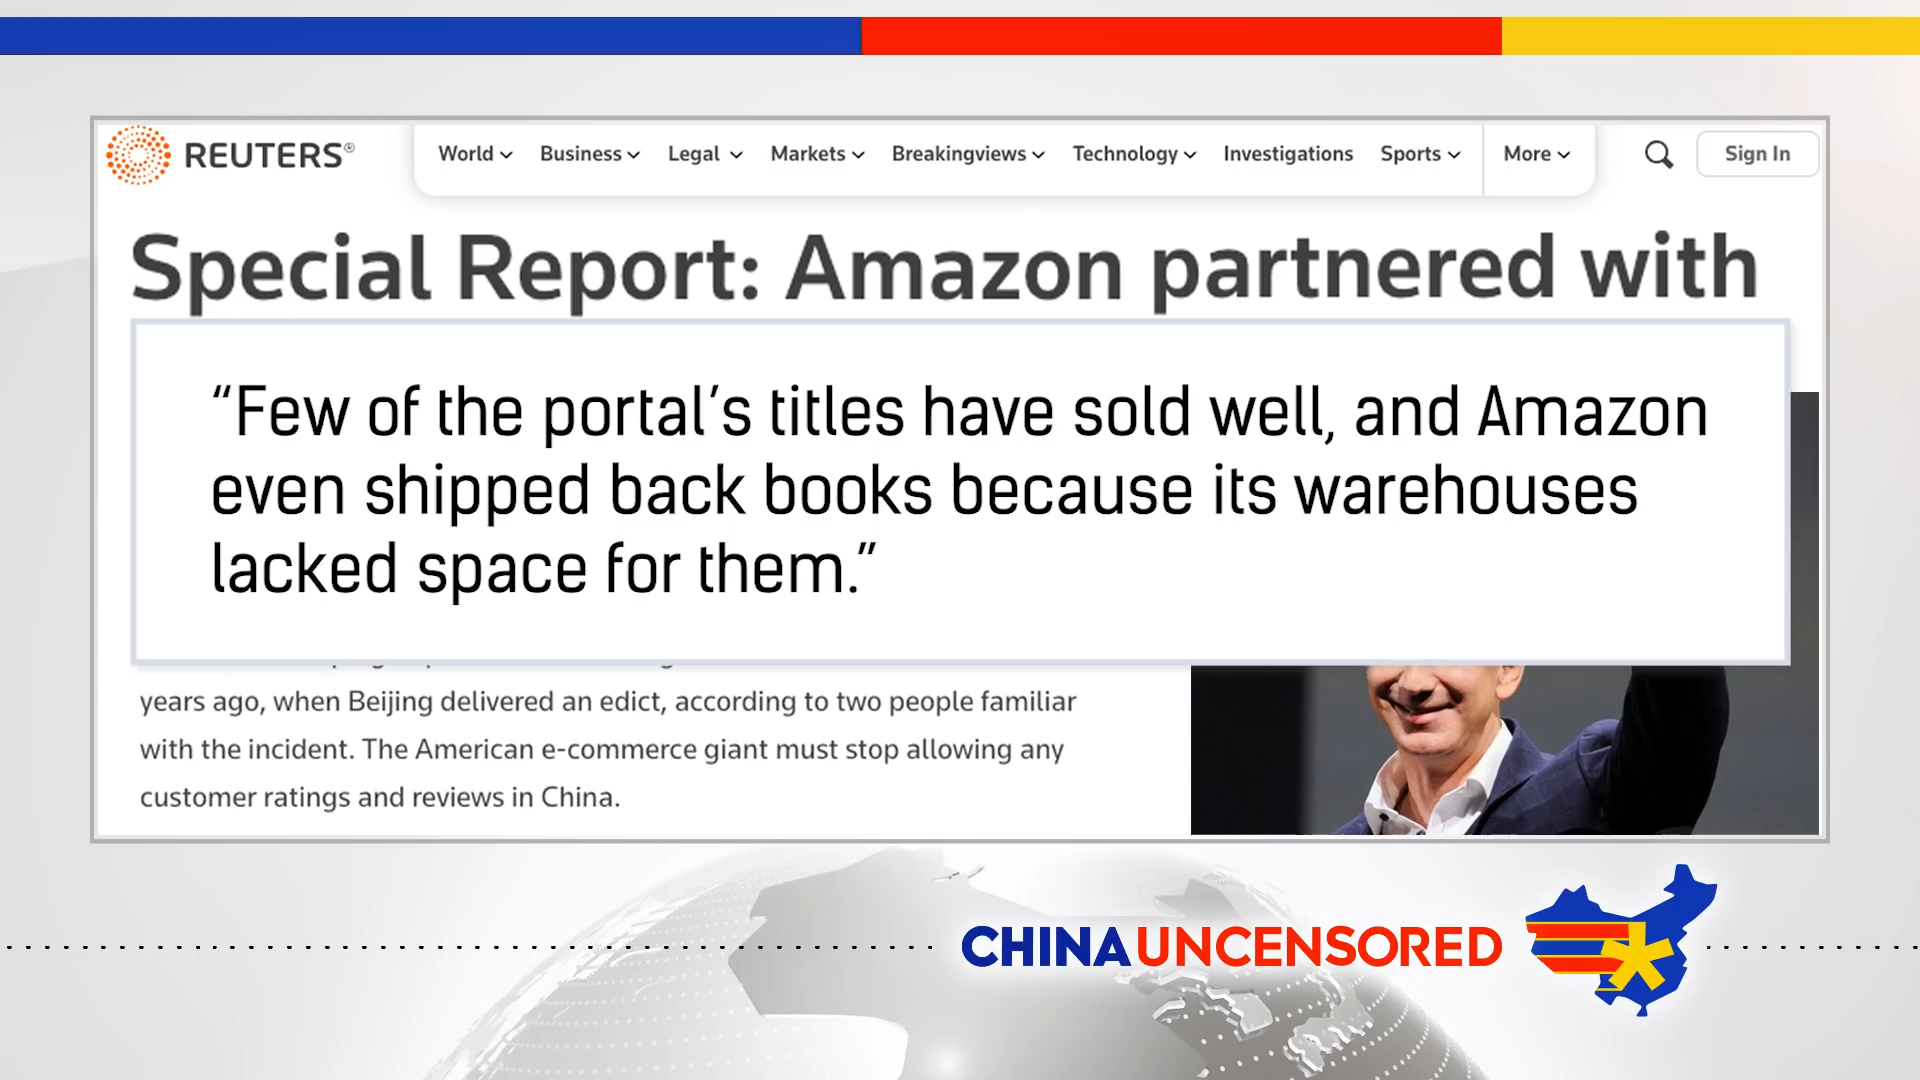 REUTERS®
World Business Legal Markets Breakingviews Technology Investigations Sports More Sign In
Special Report: Amazon partnered with
“Few of the portal’s titles have sold well, and Amazon
even shipped back books because its warehouses
lacked space for them.”
years ago, when Beijing delivered an edict, according to two people familiar
with the incident. The American e-commerce giant must stop allowing any
customer ratings and reviews in China.
CHINAUNCENSORED